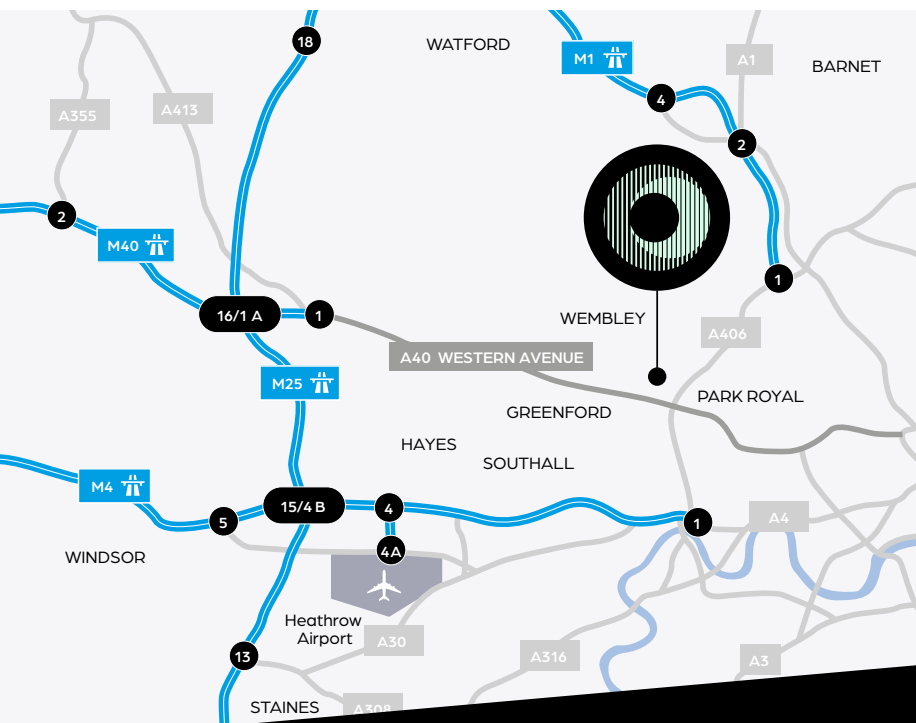 18
WATFORD
M1
A1
BARNET
4
A355
A413
2
2
M40
1
16/1 A
1
WEMBLEY
A406
A40 WESTERN AVENUE
M25
PARK ROYAL
GREENFORD
HAYES
SOUTHALL
M4
15/4 B
4
5
1
A4
4A
WINDSOR
Heathrow
Airport
A30
13
A316
A3
STAINES
A308